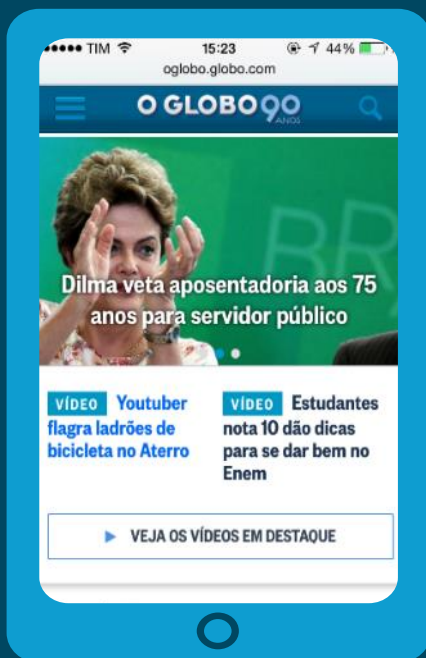 TIM 15:23 44%
oglobo.globo.com
O GLOBO 90
ANOS
Dilma veta aposentadoria aos 75
anos para servidor público
VÍDEO Youtuber
flagra ladrões de
bicicleta no Aterro
VÍDEO Estudantes
nota 10 dão dicas
para se dar bem no
Enem
VEJA OS VÍDEOS EM DESTAQUE